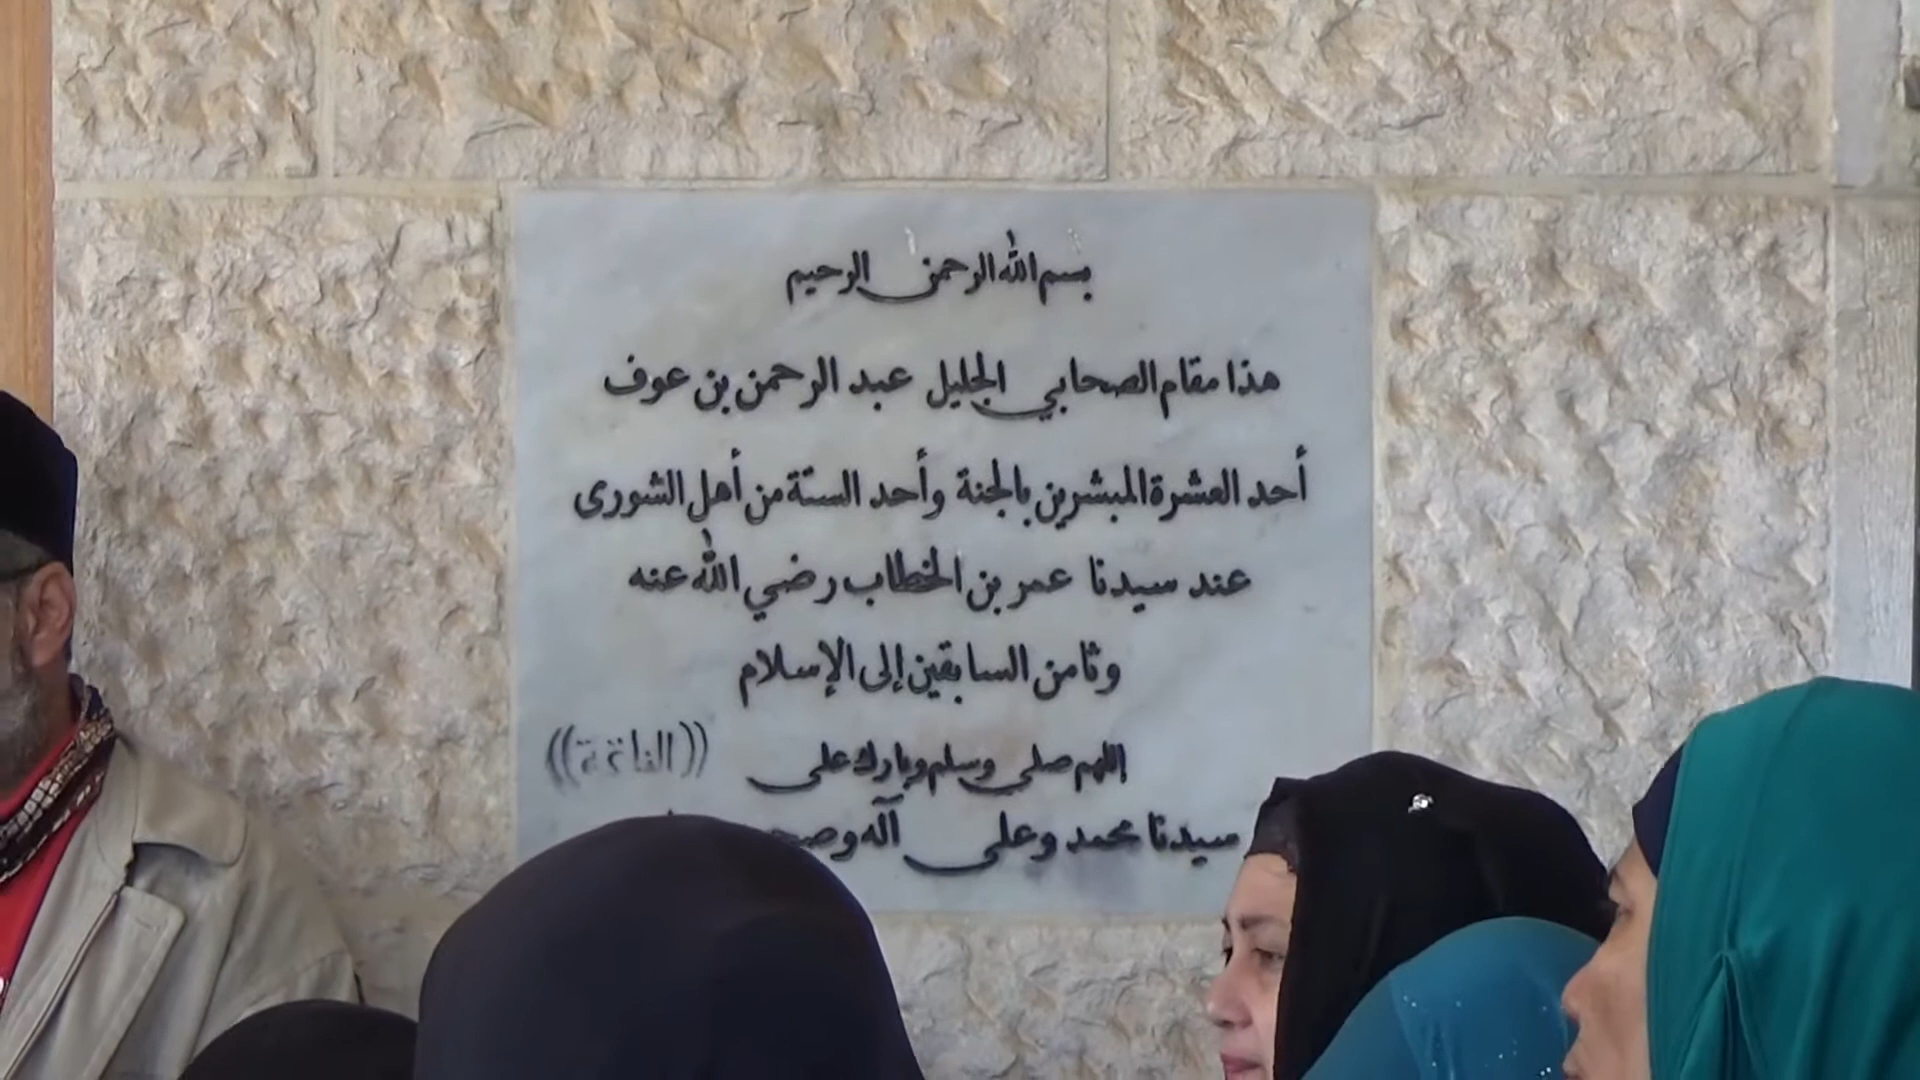 بسم الله الرحمن الرحيم
هذا مقام الصحابي الجليل عبد الرحمن بن عوف
أحد العشرة المبشرين بالجنة وأحد الستة من أهل الشورى
عند سيدنا عمر بن الخطاب رضي الله عنه
وثامن السابقين إلى الإسلام
اللهم صلي وسلم وبارك على ((الفاتحة))
سيدنا محمد وعلى آله